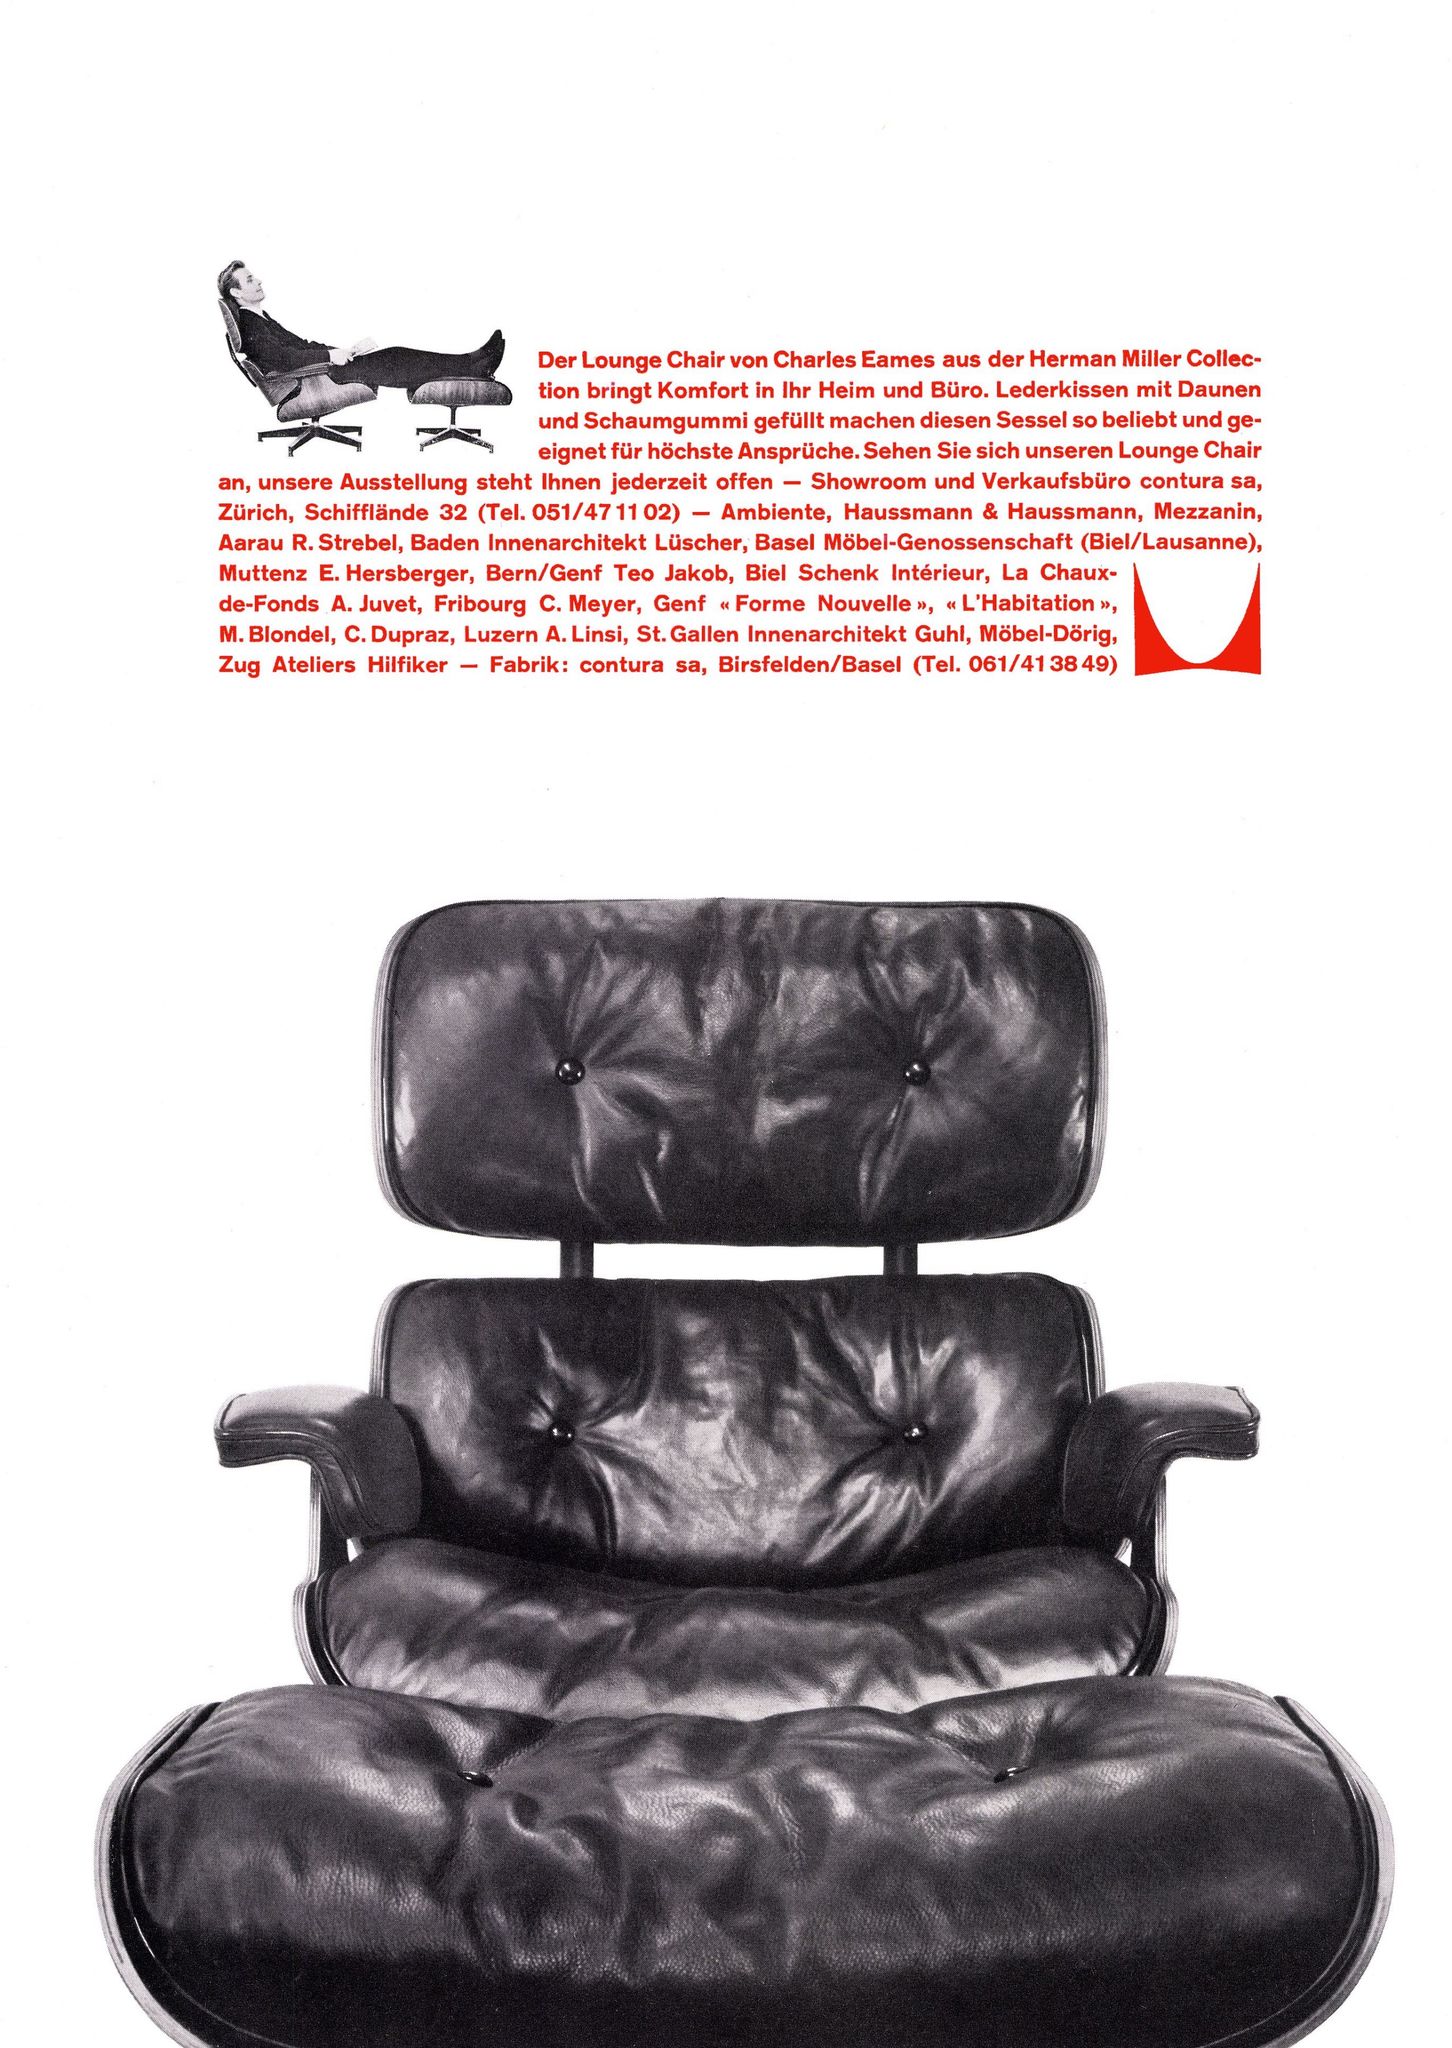 Der Lounge Chair von Charles Eames aus der Herman Miller Collec-
tion bringt Komfort in Ihr Heim und Büro. Lederkissen mit Daunen
und Schaumgummi gefüllt machen diesen Sessel so beliebt und ge-
eignet für höchste Ansprüche. Sehen Sie sich unseren Lounge Chair
an, unsere Ausstellung steht Ihnen jederzeit offen — Showroom und Verkaufsbüro contura sa,
Zürich, Schifflände 32 (Tel. 051/47 11 02) — Ambiente, Haussmann & Haussmann, Mezzanin,
Aarau R. Strebel, Baden Innenarchitekt Lüscher, Basel Möbel-Genossenschaft (Biel/Lausanne),
Muttenz E. Hersberger, Bern/Genf Teo Jakob, Biel Schenk Intérieur, La Chaux-
de-Fonds A. Juvet, Fribourg C. Meyer, Genf « Forme Nouvelle », « L'Habitation »,
M. Blondel, C. Dupraz, Luzern A. Linsi, St. Gallen Innenarchitekt Guhl, Möbel-Dörig,
Zug Ateliers Hilfiker — Fabrik: contura sa, Birsfelden/Basel (Tel. 061/41 38 49)